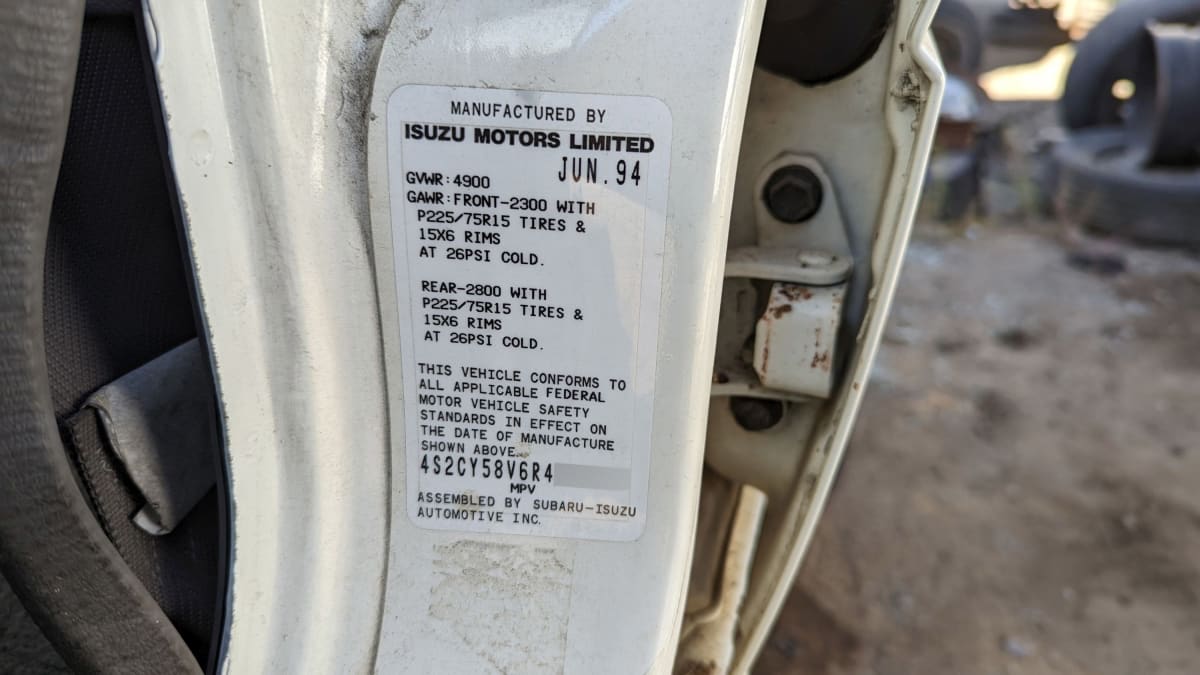 MANUFACTURED BY
ISUZU MOTORS LIMITED
JUN.94
GVWR:4900
GAWR:FRONT-2300 WITH
P225/75R15 TIRES &
15X6 RIMS
AT 26PSI COLD.
REAR-2800 WITH
P225/75R15 TIRES &
15X6 RIMS
AT 26PSI COLD.
THIS VEHICLE CONFORMS TO
ALL APPLICABLE FEDERAL
MOTOR VEHICLE SAFETY
STANDARDS IN EFFECT ON
THE DATE OF MANUFACTURE
SHOWN ABOVE.
4S2CY58V6R4
MPV
ASSEMBLED BY SUBARU-ISUZU
AUTOMOTIVE INC.